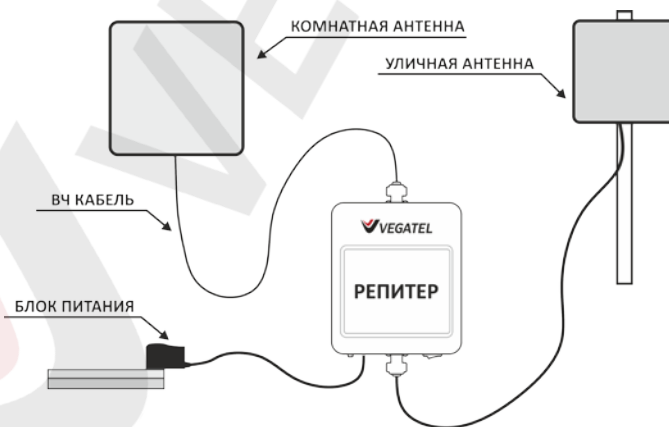 КОМНАТНАЯ АНТЕННА
УЛИЧНАЯ АНТЕННА
ВЧ КАБЕЛЬ
VEGATEL
РЕПИТЕР
БЛОК ПИТАНИЯ